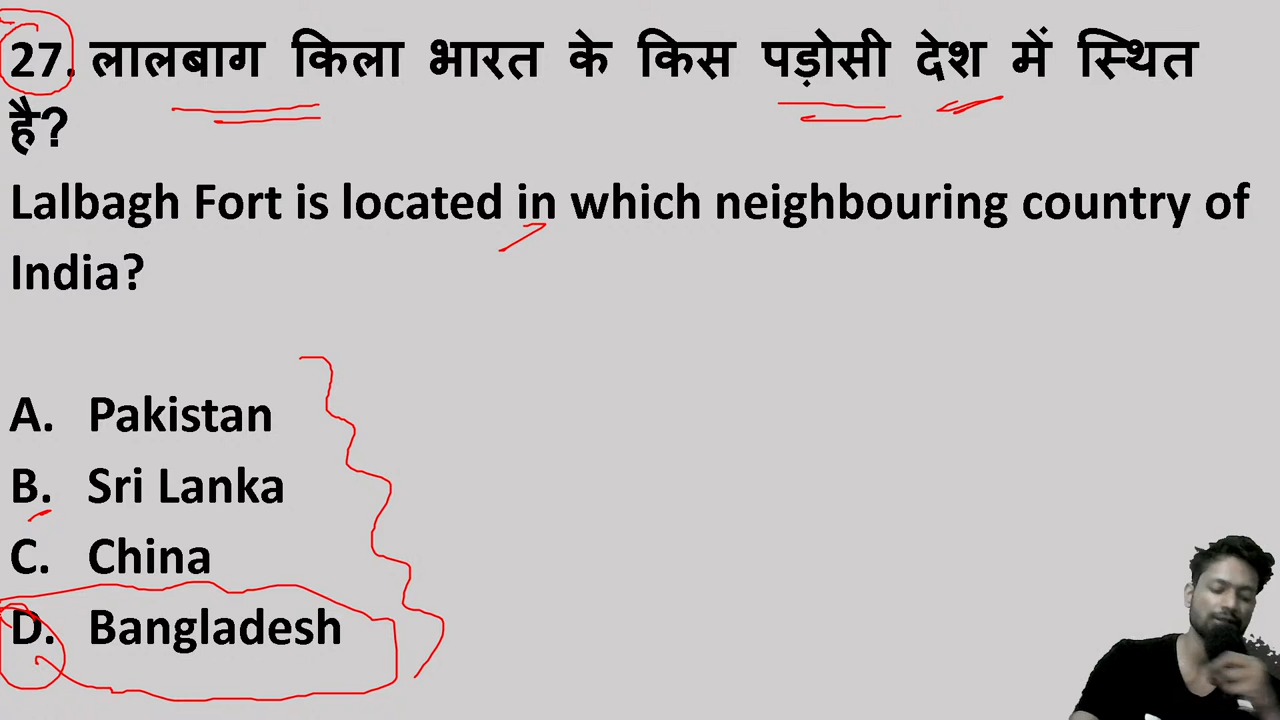 27. लालबाग किला भारत के किस पड़ोसी देश में स्थित
है?
Lalbagh Fort is located in which neighbouring country of
India?
A. Pakistan
B. Sri Lanka
C. China
D. Bangladesh